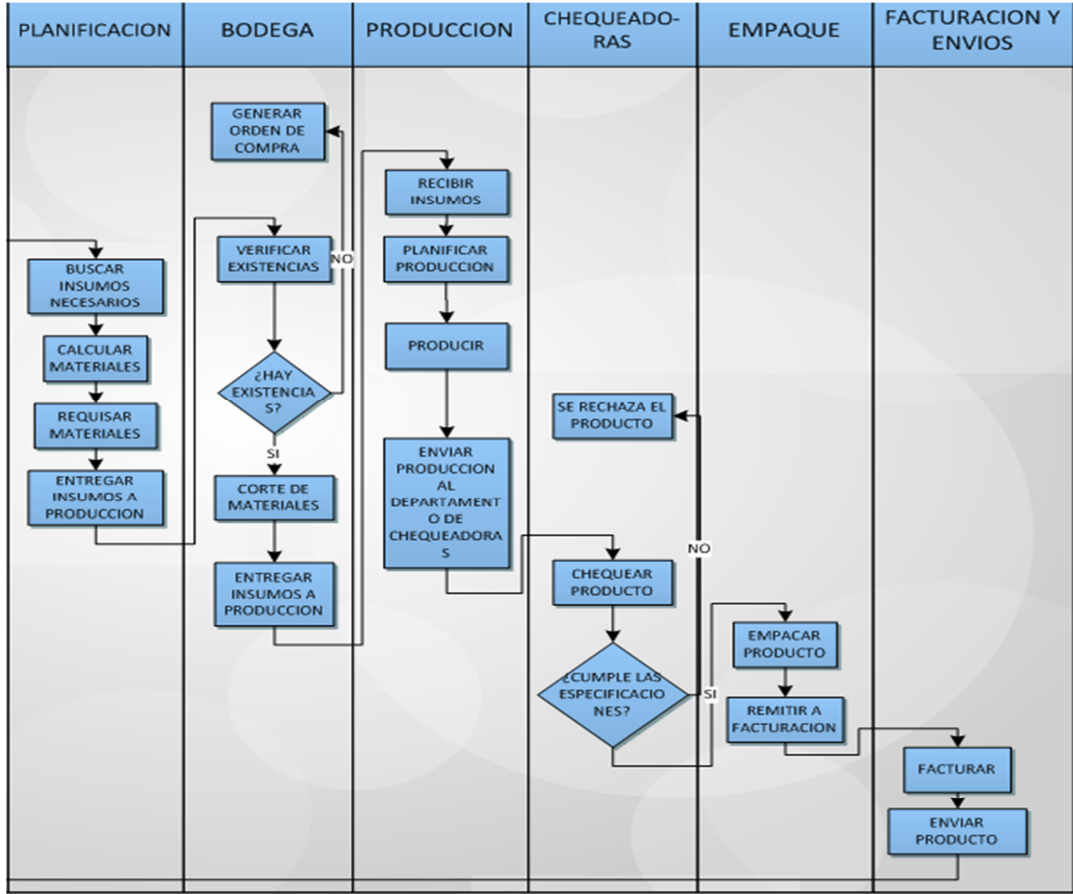 PLANIFICACION
BODEGA
PRODUCCION
CHEQUEADO-
RAS
EMPAQUE
FACTURACION Y
ENVIOS
BUSCAR
INSUMOS
NECESARIOS
CALCULAR
MATERIALES
REQUISAR
MATERIALES
ENTREGAR
INSUMOS A
PRODUCCION
GENERAR
ORDEN DE
COMPRA
VERIFICAR
EXISTENCIAS
NO
¿HAY
EXISTENCIA
S?
SI
CORTE DE
MATERIALES
ENTREGAR
INSUMOS A
PRODUCCION
RECIBIR
INSUMOS
PLANIFICAR
PRODUCCION
PRODUCIR
ENVIAR
PRODUCCION
AL
DEPARTAMENT
O DE
CHEQUEADORA
S
SE RECHAZA EL
PRODUCTO
NO
CHEQUEAR
PRODUCTO
¿CUMPLE LAS
ESPECIFICACIO
NES?
SI
EMPACAR
PRODUCTO
REMITIR A
FACTURACION
FACTURAR
ENVIAR
PRODUCTO